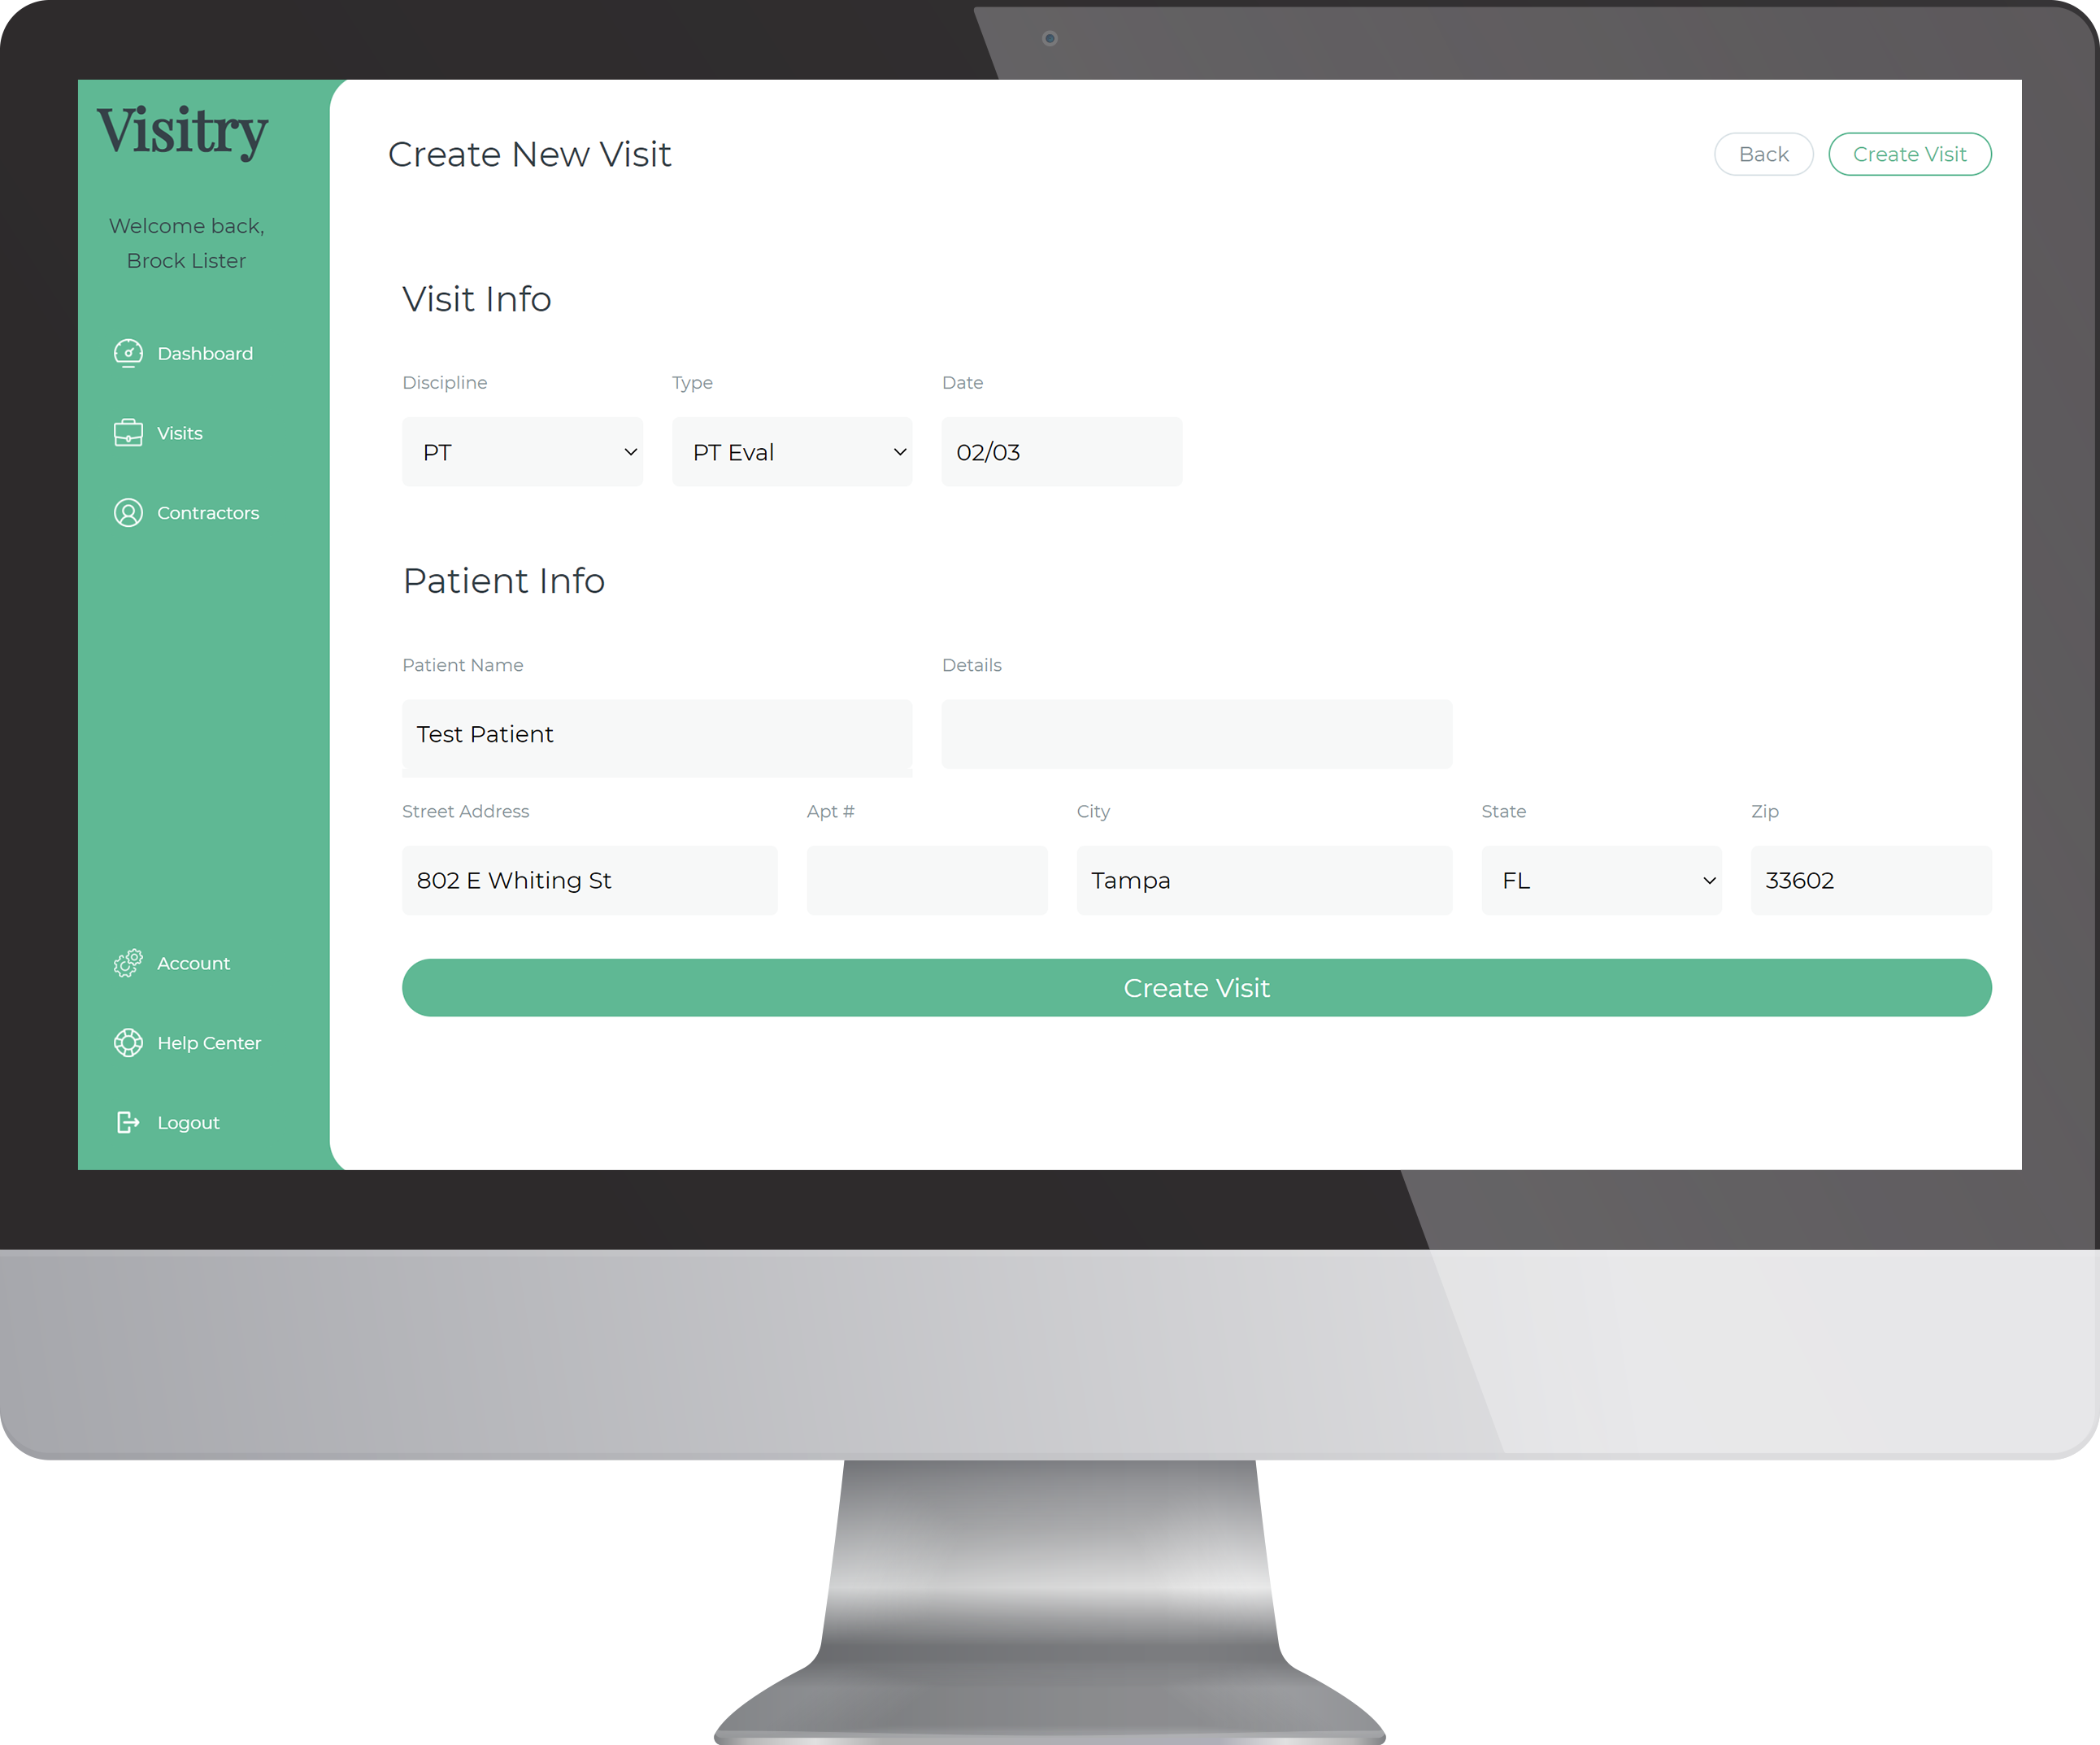 Visitry
Welcome back,
Brock Lister
Dashboard
Visits
Contractors
Account
Help Center
Logout
Create New Visit
Back
Create Visit
Visit Info
Discipline
Type
Date
PT
PT Eval
02/03
Patient Info
Patient Name
Details
Test Patient
Street Address
Apt #
City
State
Zip
802 E Whiting St
Tampa
FL
33602
Create Visit